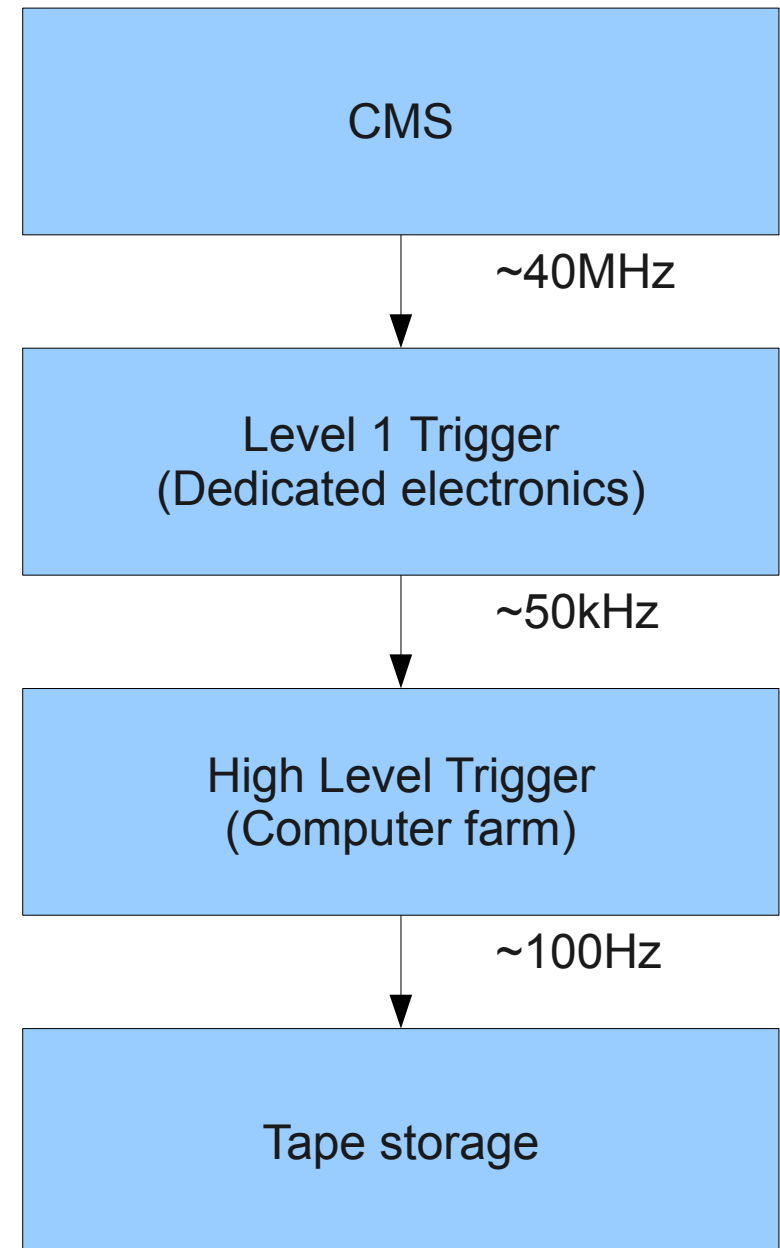 CMS
~40MHz
Level 1 Trigger
(Dedicated electronics)
~50kHz
High Level Trigger
(Computer farm)
~100Hz
Tape storage